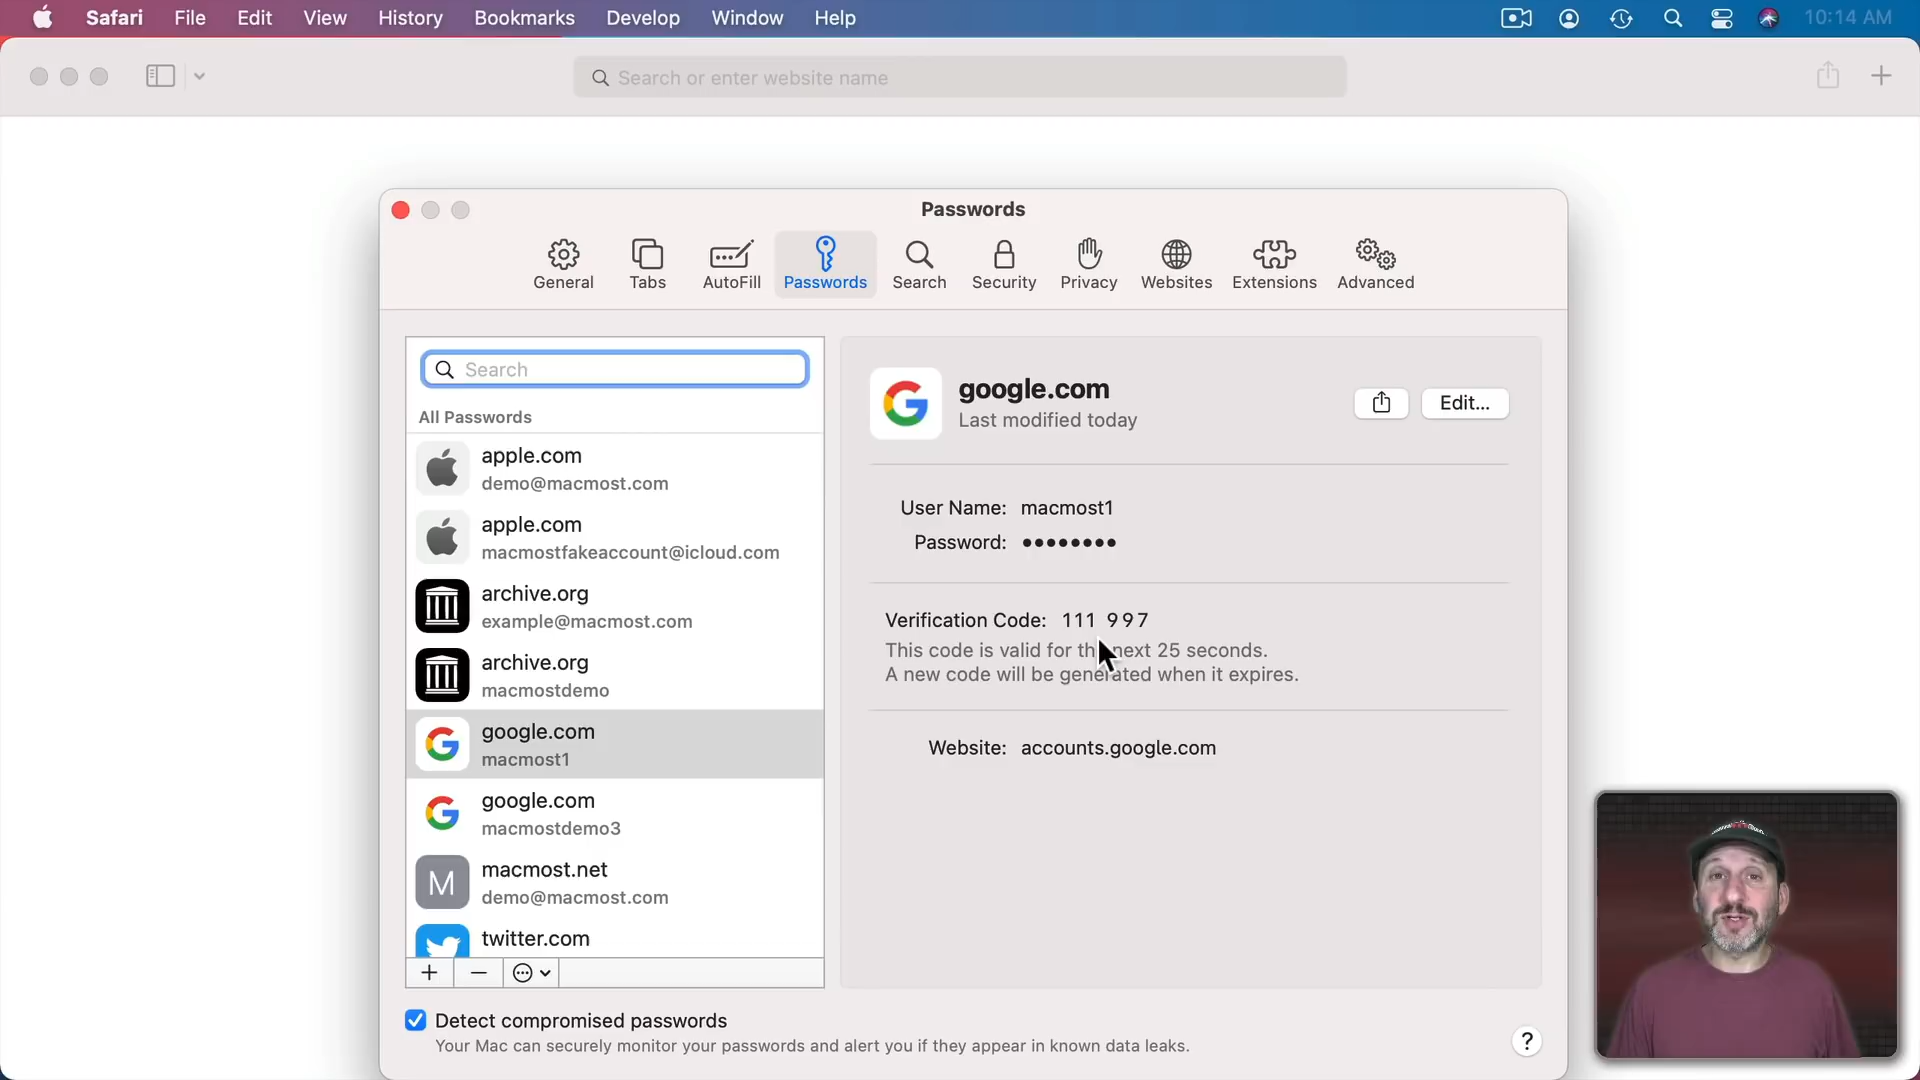 Safari File Edit View History Bookmarks Develop Window Help 10:14 AM
Search or enter website name
Passwords
General Tabs AutoFill Passwords Search Security Privacy Websites Extensions Advanced
Search
All Passwords
apple.com
demo@macmost.com
apple.com
macmostfakeaccount@icloud.com
archive.org
example@macmost.com
archive.org
macmostdemo
google.com
macmost1
google.com
macmostdemo3
M
macmost.net
demo@macmost.com
twitter.com
google.com
Last modified today
Edit...
User Name: macmost1
Password: ●●●●●●●●
Verification Code: 111 997
This code is valid for the next 25 seconds.
A new code will be generated when it expires.
Website: accounts.google.com
Detect compromised passwords
Your Mac can securely monitor your passwords and alert you if they appear in known data leaks.
?